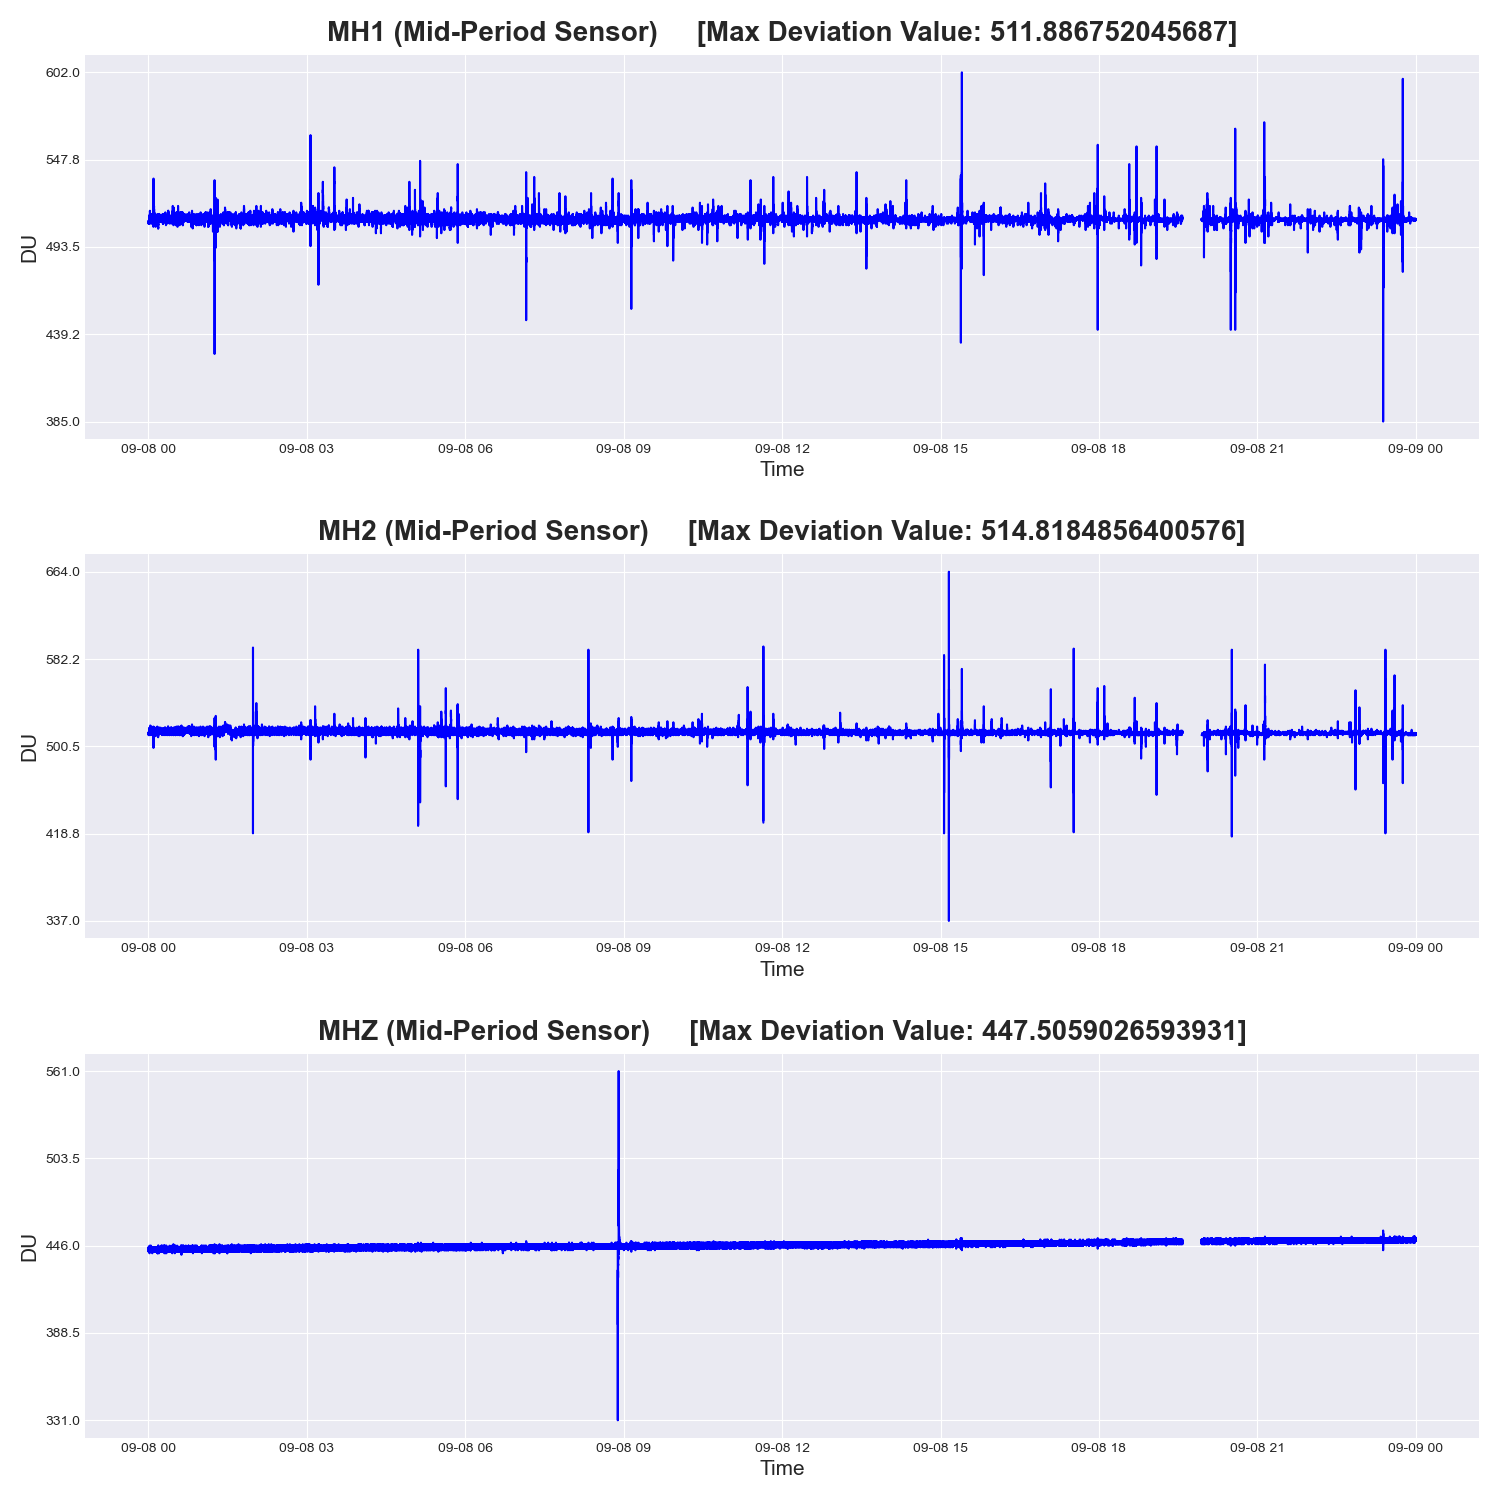 MH1 (Mid-Period Sensor) [Max Deviation Value: 511.886752045687]
602.0
547.8
493.5
439.2
385.0
DU
09-08 00 09-08 03 09-08 06 09-08 09 09-08 12 09-08 15 09-08 18 09-08 21 09-09 00
Time
MH2 (Mid-Period Sensor) [Max Deviation Value: 514.8184856400576]
664.0
582.2
500.5
418.8
337.0
DU
09-08 00 09-08 03 09-08 06 09-08 09 09-08 12 09-08 15 09-08 18 09-08 21 09-09 00
Time
MHZ (Mid-Period Sensor) [Max Deviation Value: 447.5059026593931]
561.0
503.5
446.0
388.5
331.0
DU
09-08 00 09-08 03 09-08 06 09-08 09 09-08 12 09-08 15 09-08 18 09-08 21 09-09 00
Time